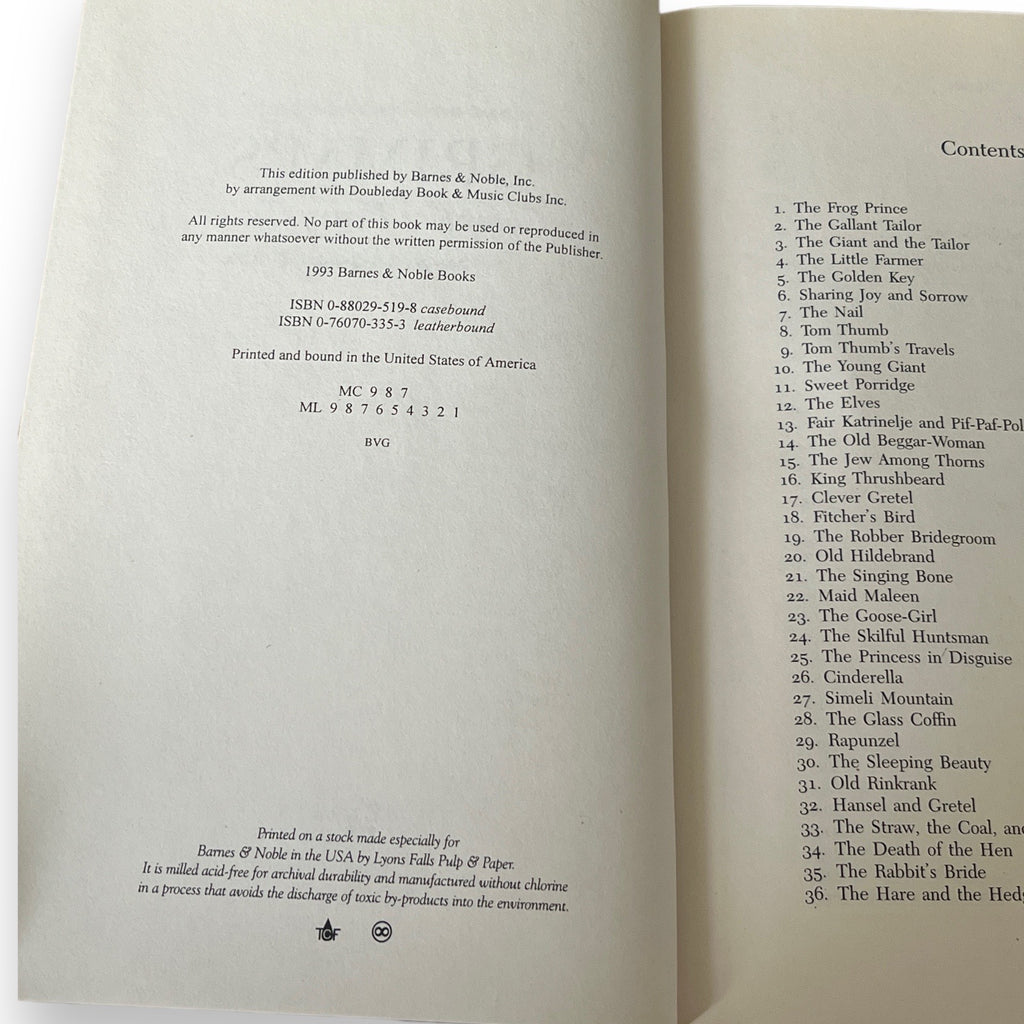 This edition published by Barnes & Noble, Inc.
by arrangement with Doubleday Book & Music Clubs Inc.
All rights reserved. No part of this book may be used or reproduced in
any manner whatsoever without the written permission of the Publisher.
1993 Barnes & Noble Books
ISBN 0-88029-519-8 casebound
ISBN 0-76070-335-3 leatherbound
Printed and bound in the United States of America
MC 9 8 7
ML 9 8 7 6 5 4 3 2 1
BVG
Printed on a stock made especially for
Barnes & Noble in the USA by Lyons Falls Pulp & Paper.
It is milled acid-free for archival durability and manufactured without chlorine
in a process that avoids the discharge of toxic by-products into the environment.
TCF
Contents
1. The Frog Prince
2. The Gallant Tailor
3. The Giant and the Tailor
4. The Little Farmer
5. The Golden Key
6. Sharing Joy and Sorrow
7. The Nail
8. Tom Thumb
9. Tom Thumb's Travels
10. The Young Giant
11. Sweet Porridge
12. The Elves
13. Fair Katrinelje and Pif-Paf-Pol
14. The Old Beggar-Woman
15. The Jew Among Thorns
16. King Thrushbeard
17. Clever Gretel
18. Fitcher's Bird
19. The Robber Bridegroom
20. Old Hildebrand
21. The Singing Bone
22. Maid Maleen
23. The Goose-Girl
24. The Skilful Huntsman
25. The Princess in Disguise
26. Cinderella
27. Simeli Mountain
28. The Glass Coffin
29. Rapunzel
30. The Sleeping Beauty
31. Old Rinkrank
32. Hansel and Gretel
33. The Straw, the Coal, an
34. The Death of the Hen
35. The Rabbit's Bride
36. The Hare and the Hed